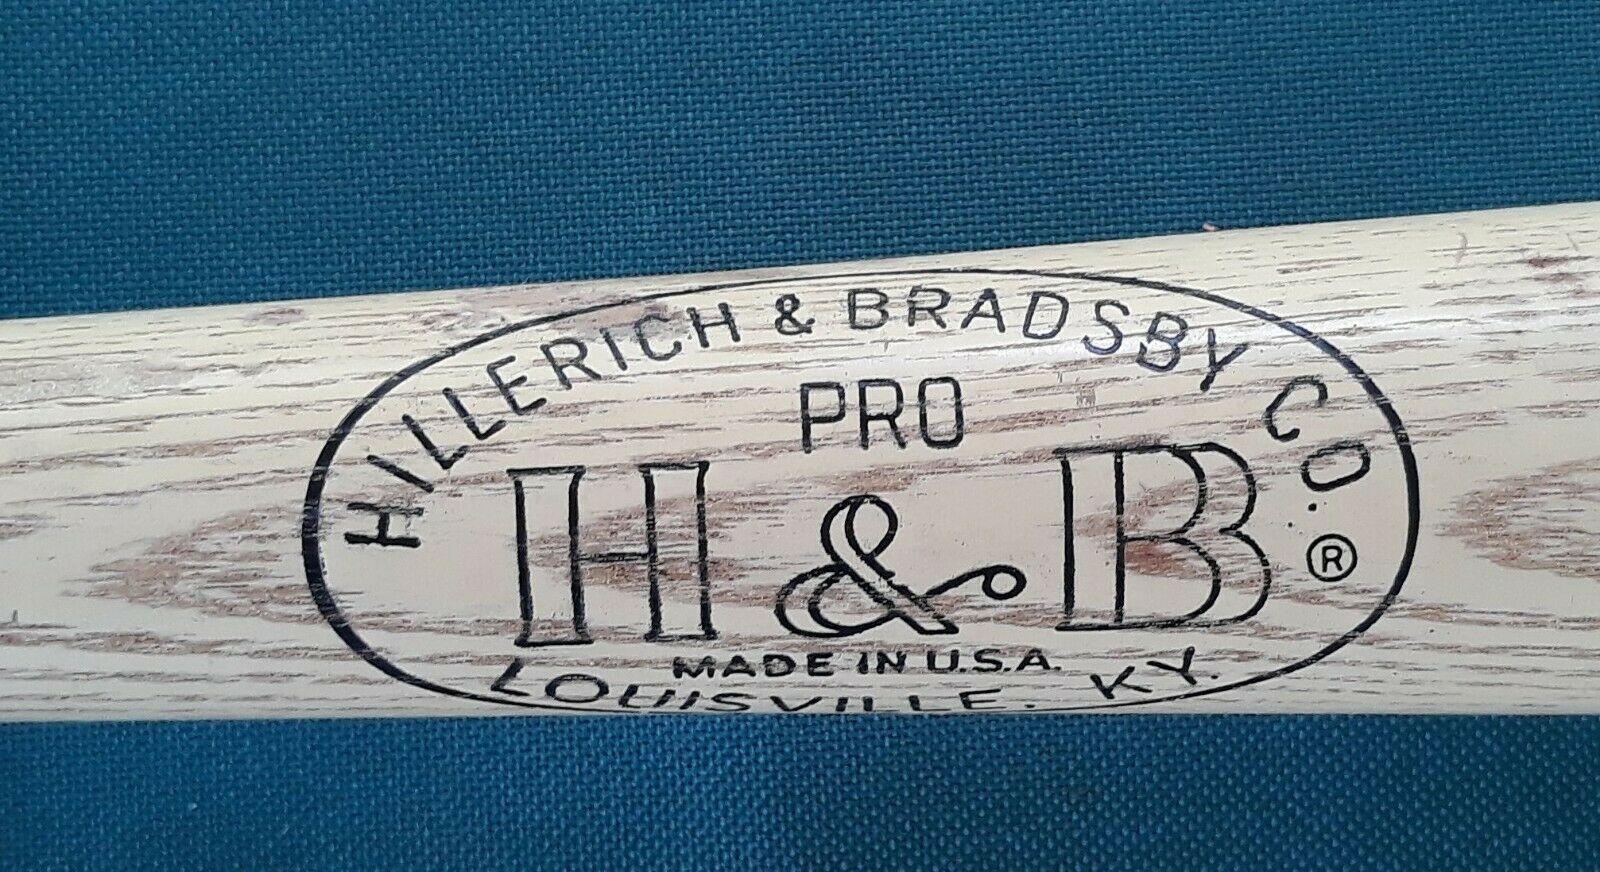 HILLERICH & BRADSBY CO.
PRO
H & B ®
MADE IN U.S.A.
LOUISVILLE. KY.